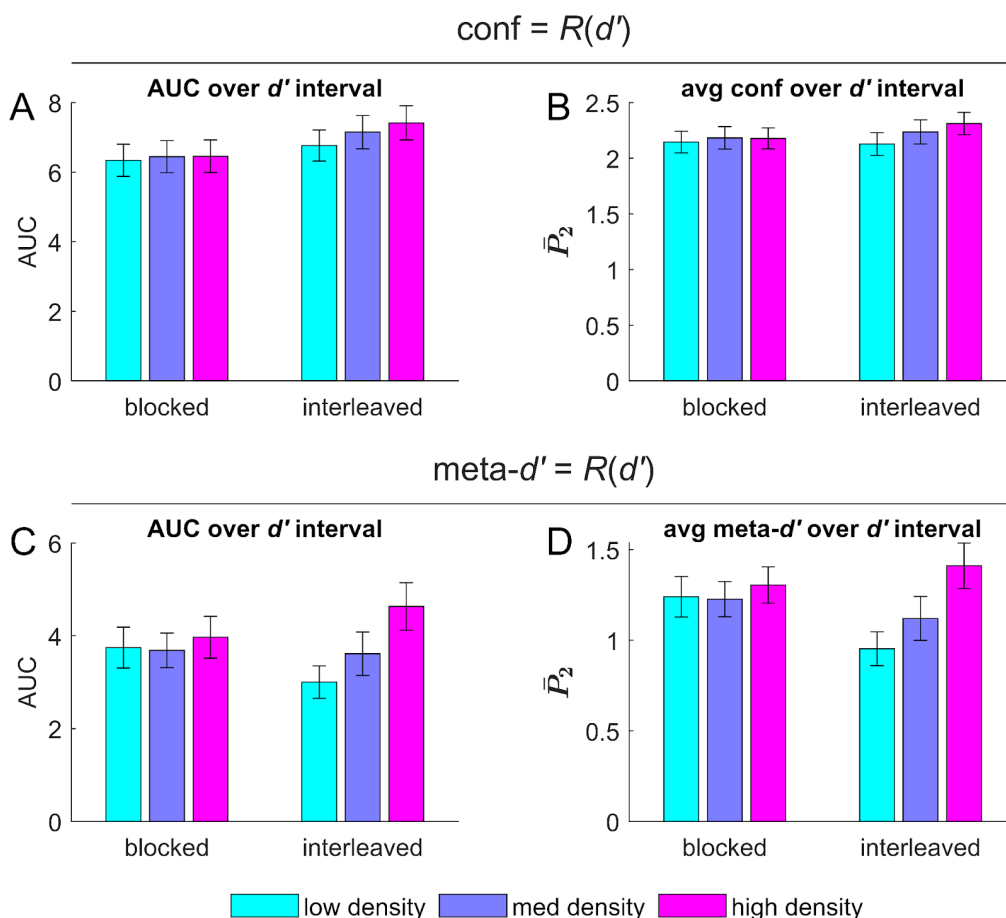 conf = R(d′)
A
AUC over d′ interval
8
6
4
2
0
AUC
blocked
interleaved
B
avg conf over d′ interval
2.5
2
1.5
1
0.5
0
P̄₂
blocked
interleaved
meta-d′ = R(d′)
C
AUC over d′ interval
6
4
2
0
AUC
blocked
interleaved
D
avg meta-d′ over d′ interval
1.5
1
0.5
0
P̄₂
blocked
interleaved
low density med density high density